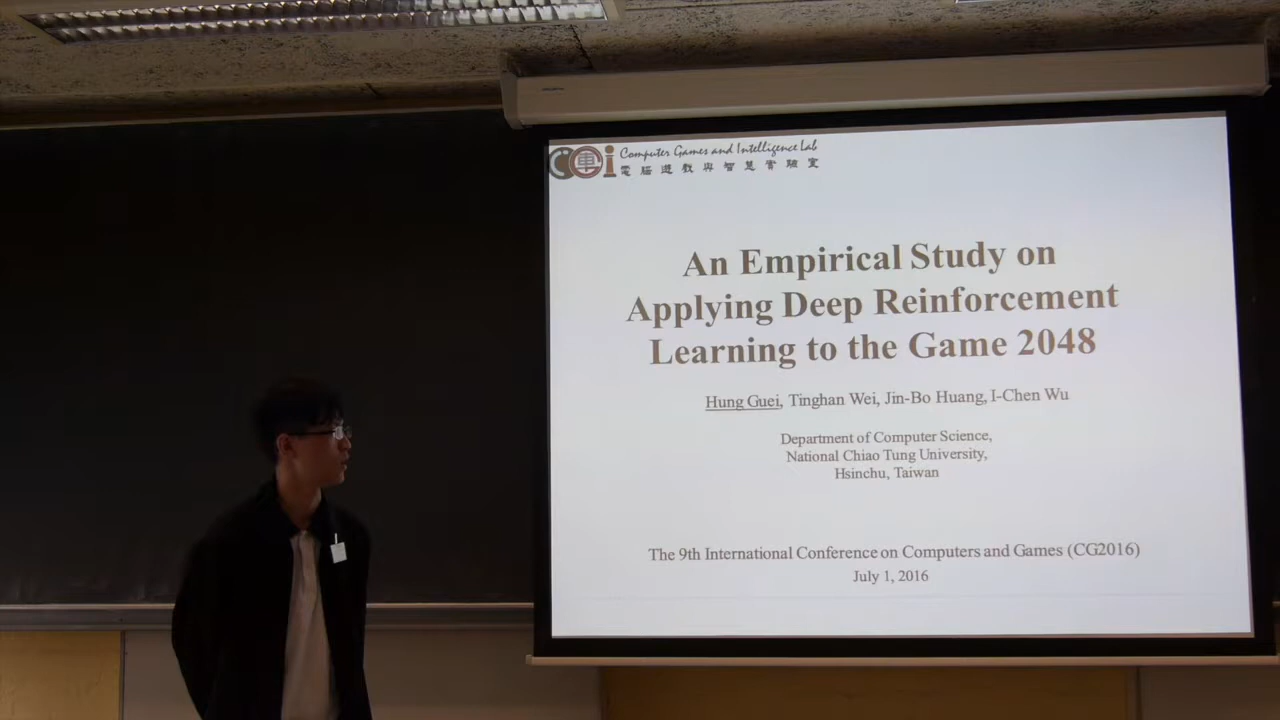 Computer Games and Intelligence Lab
電腦遊戲與智慧實驗室
An Empirical Study on
Applying Deep Reinforcement
Learning to the Game 2048
Hung Guei, Tinghan Wei, Jin-Bo Huang, I-Chen Wu
Department of Computer Science,
National Chiao Tung University,
Hsinchu, Taiwan
The 9th International Conference on Computers and Games (CG2016)
July 1, 2016